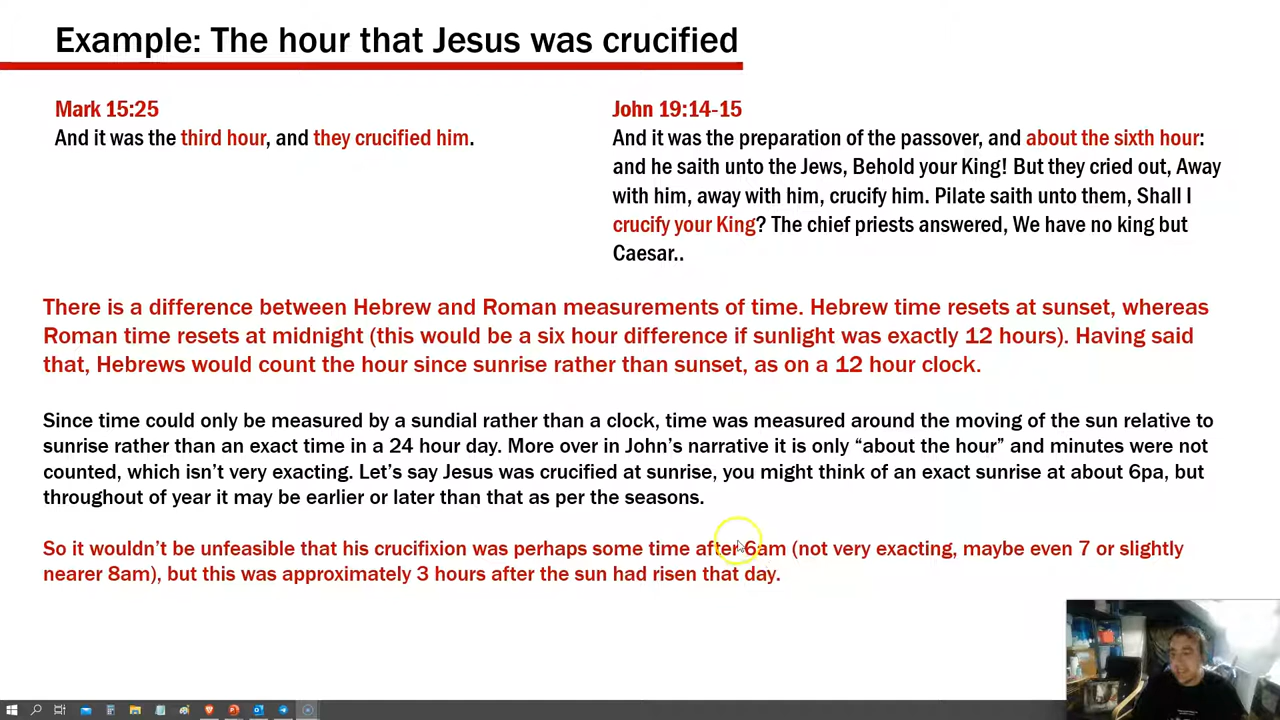 Example: The hour that Jesus was crucified
Mark 15:25
And it was the third hour, and they crucified him.
John 19:14-15
And it was the preparation of the passover, and about the sixth hour:
and he saith unto the Jews, Behold your King! But they cried out, Away
with him, away with him, crucify him. Pilate saith unto them, Shall I
crucify your King? The chief priests answered, We have no king but
Caesar..
There is a difference between Hebrew and Roman measurements of time. Hebrew time resets at sunset, whereas
Roman time resets at midnight (this would be a six hour difference if sunlight was exactly 12 hours). Having said
that, Hebrews would count the hour since sunrise rather than sunset, as on a 12 hour clock.
Since time could only be measured by a sundial rather than a clock, time was measured around the moving of the sun relative to
sunrise rather than an exact time in a 24 hour day. More over in John’s narrative it is only “about the hour” and minutes were not
counted, which isn’t very exacting. Let’s say Jesus was crucified at sunrise, you might think of an exact sunrise at about 6pa, but
throughout of year it may be earlier or later than that as per the seasons.
So it wouldn’t be unfeasible that his crucifixion was perhaps some time after 6am (not very exacting, maybe even 7 or slightly
nearer 8am), but this was approximately 3 hours after the sun had risen that day.